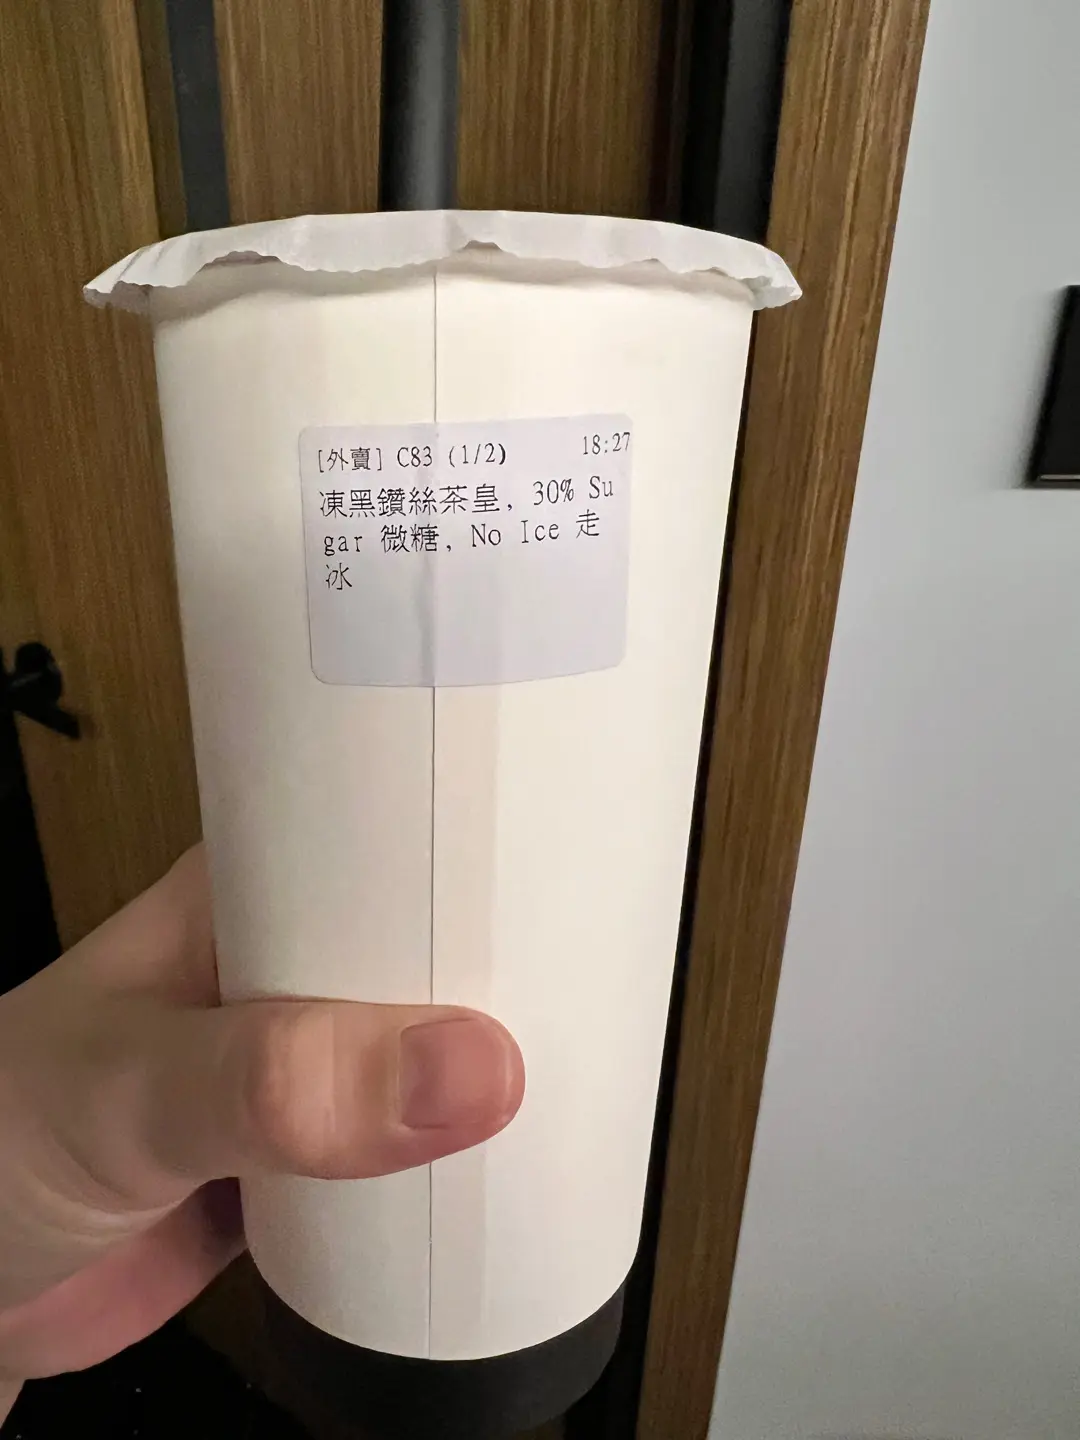 [外賣] C83 (1/2) 18:27
凍黑鑽絲茶皇, 30% Su
gar 微糖, No Ice 走
冰